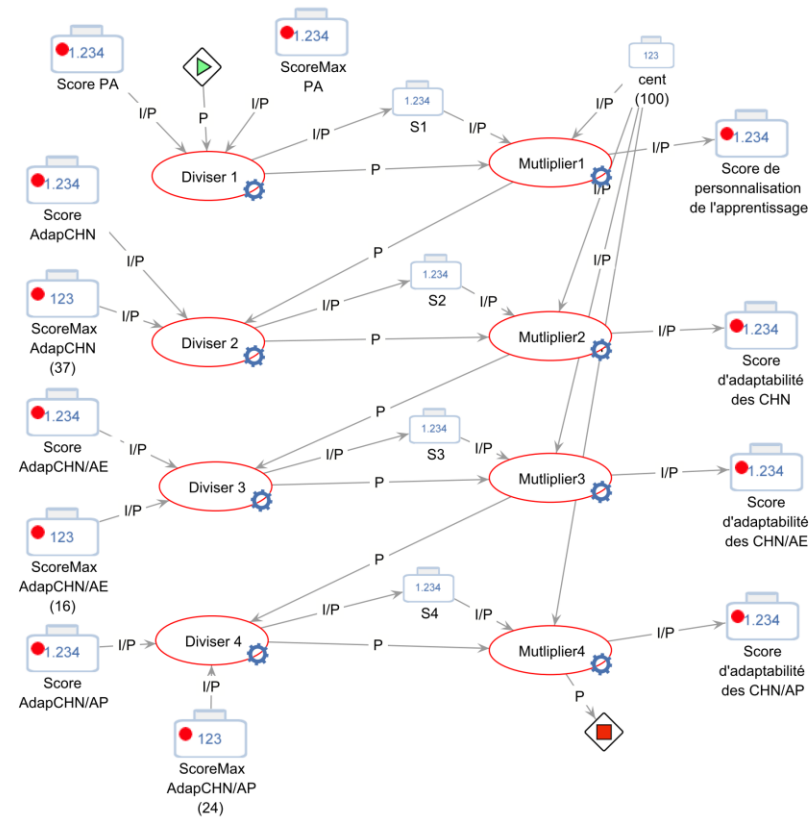 1.234
Score PA
1.234
ScoreMax
PA
123
cent
(100)
I/P
P
I/P
I/P
1.234
S1
I/P
I/P
Diviser 1
P
Mutliplier1
I/P
1.234
Score de
personnalisation
de l'apprentissage
1.234
Score
AdapCHN
I/P
I/P
P
I/P
123
ScoreMax
AdapCHN
(37)
I/P
I/P
1.234
S2
I/P
Diviser 2
P
Mutliplier2
I/P
1.234
Score
d'adaptabilité
des CHN
1.234
Score
AdapCHN/AE
I/P
P
I/P
1.234
S3
I/P
Diviser 3
P
Mutliplier3
I/P
1.234
Score
d'adaptabilité
des CHN/AE
123
ScoreMax
AdapCHN/AE
(16)
I/P
P
I/P
1.234
S4
I/P
1.234
Score
AdapCHN/AP
I/P
Diviser 4
P
Mutliplier4
I/P
1.234
Score
d'adaptabilité
des CHN/AP
I/P
P
123
ScoreMax
AdapCHN/AP
(24)